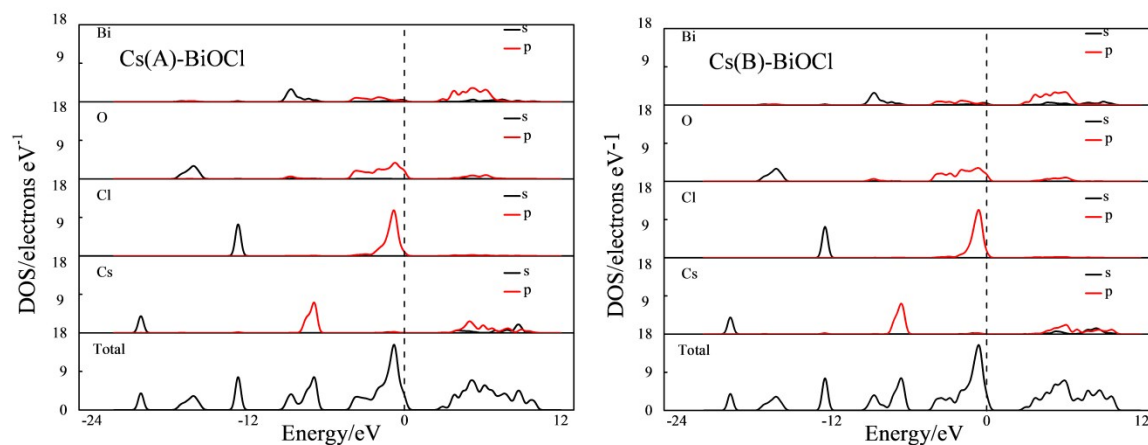 18
Bi
s
Cs(A)-BiOCl
p
9
18
O
s
p
9
18
Cl
s
p
9
18
Cs
s
p
9
18
Total
9
0
-24
-12
0
12
Energy/eV
DOS/electrons eV-1
18
Bi
s
Cs(B)-BiOCl
p
9
18
O
s
p
9
18
Cl
s
p
9
18
Cs
s
p
9
18
Total
9
0
-24
-12
0
12
Energy/eV
DOS/electrons eV-1